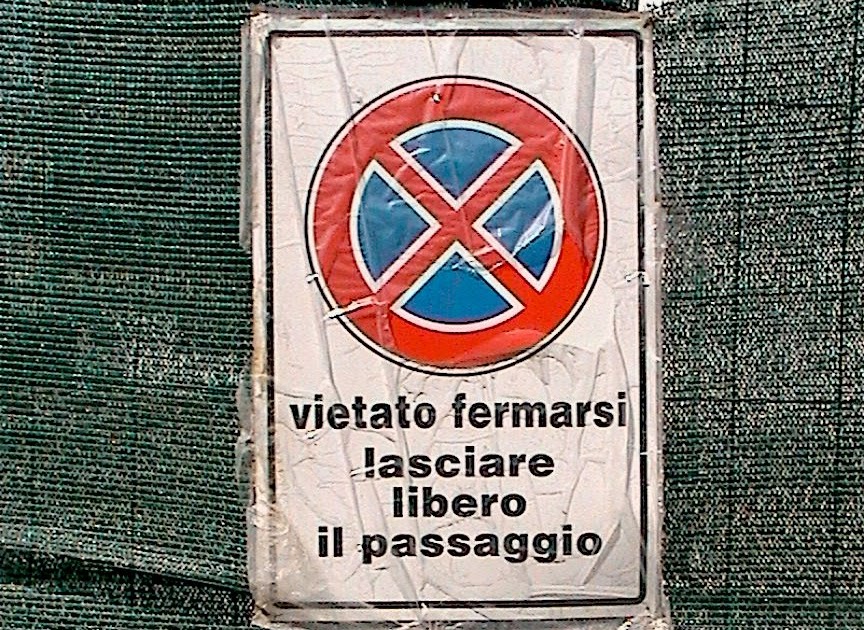 vietato fermarsi
lasciare
libero
il passaggio